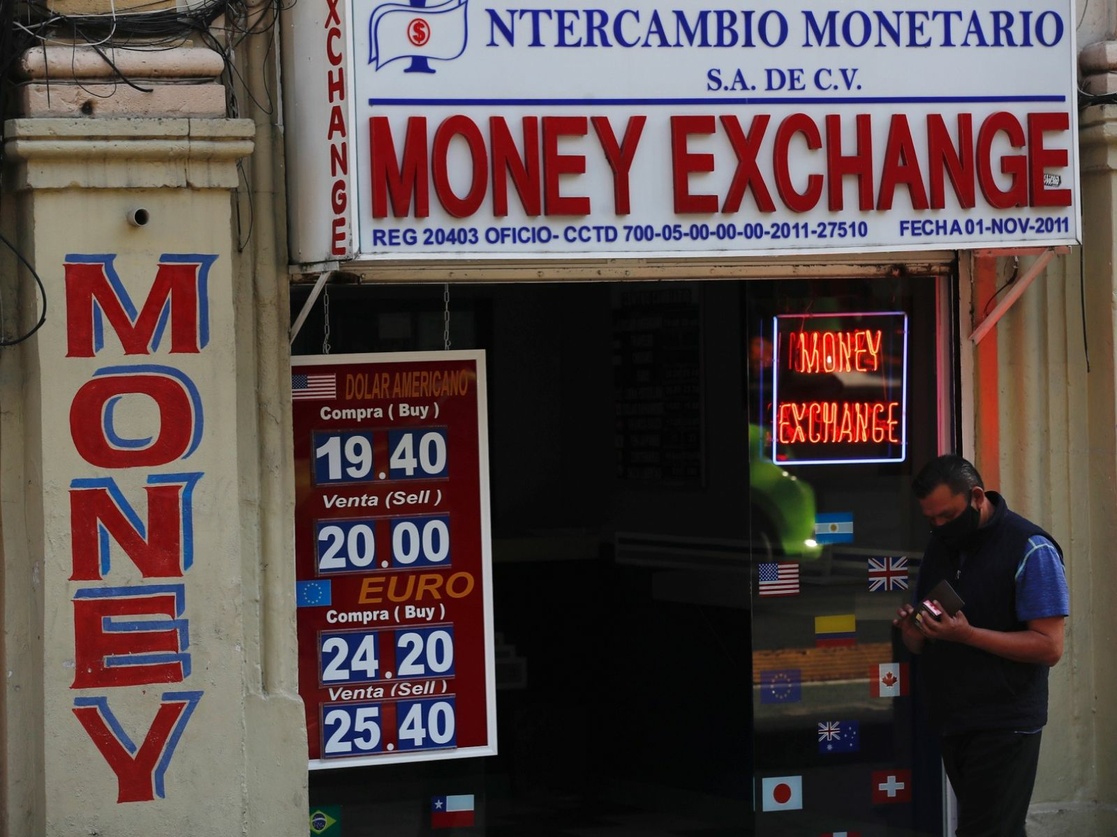 XCHANGE
$
NTERCAMBIO MONETARIO
S.A. DE C.V.
MONEY EXCHANGE
REG 20403 OFICIO- CCTD 700-05-00-00-00-2011-27510 FECHA 01-NOV-2011
MONEY
DOLAR AMERICANO
Compra ( Buy )
19.40
Venta ( Sell )
20.00
EURO
Compra ( Buy )
24.20
Venta ( Sell )
25.40
MONEY
EXCHANGE